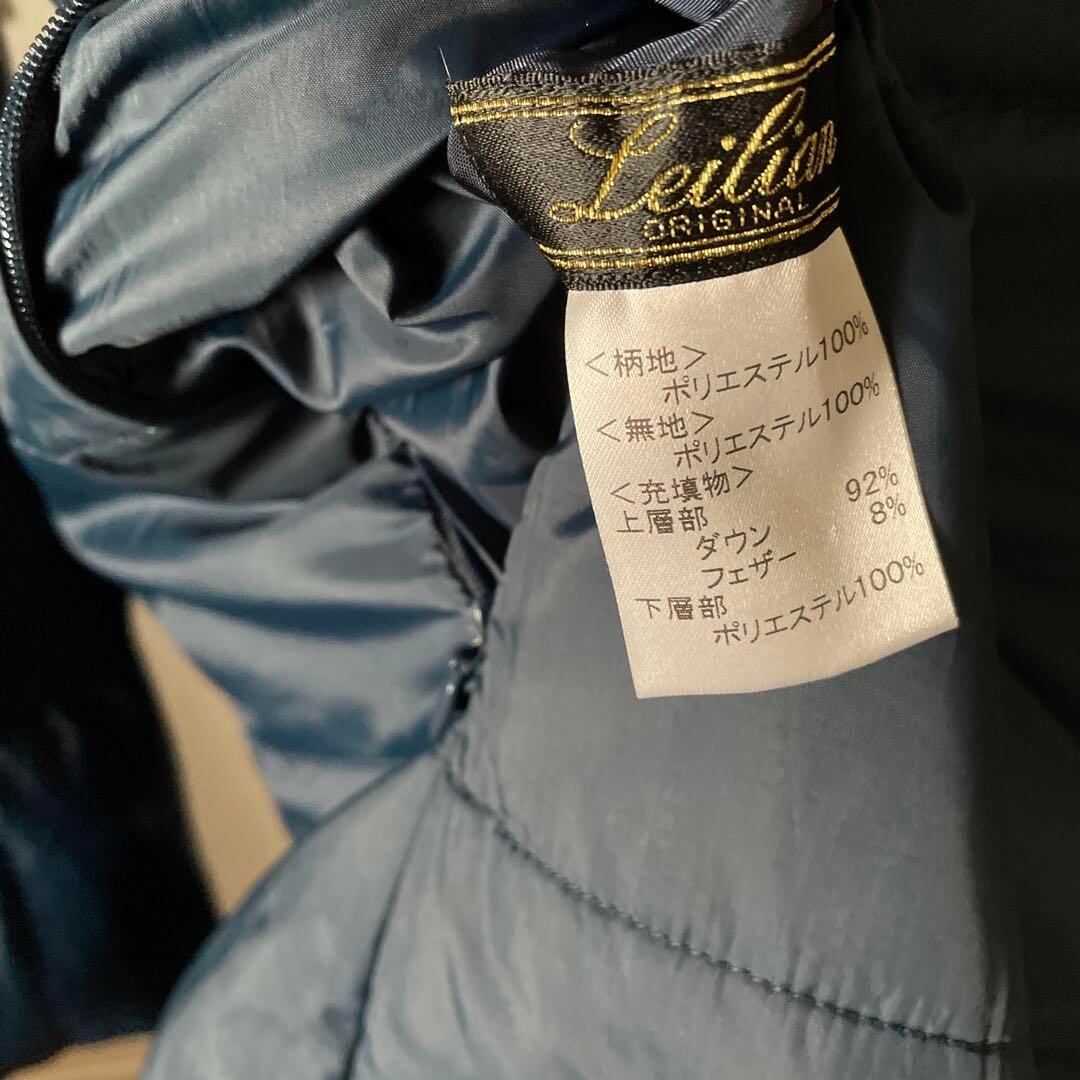 Leilian
ORIGINAL
<柄地>
ポリエステル100%
<無地>
ポリエステル100%
<充填物>
上層部
ダウン 92%
フェザー 8%
下層部
ポリエステル100%